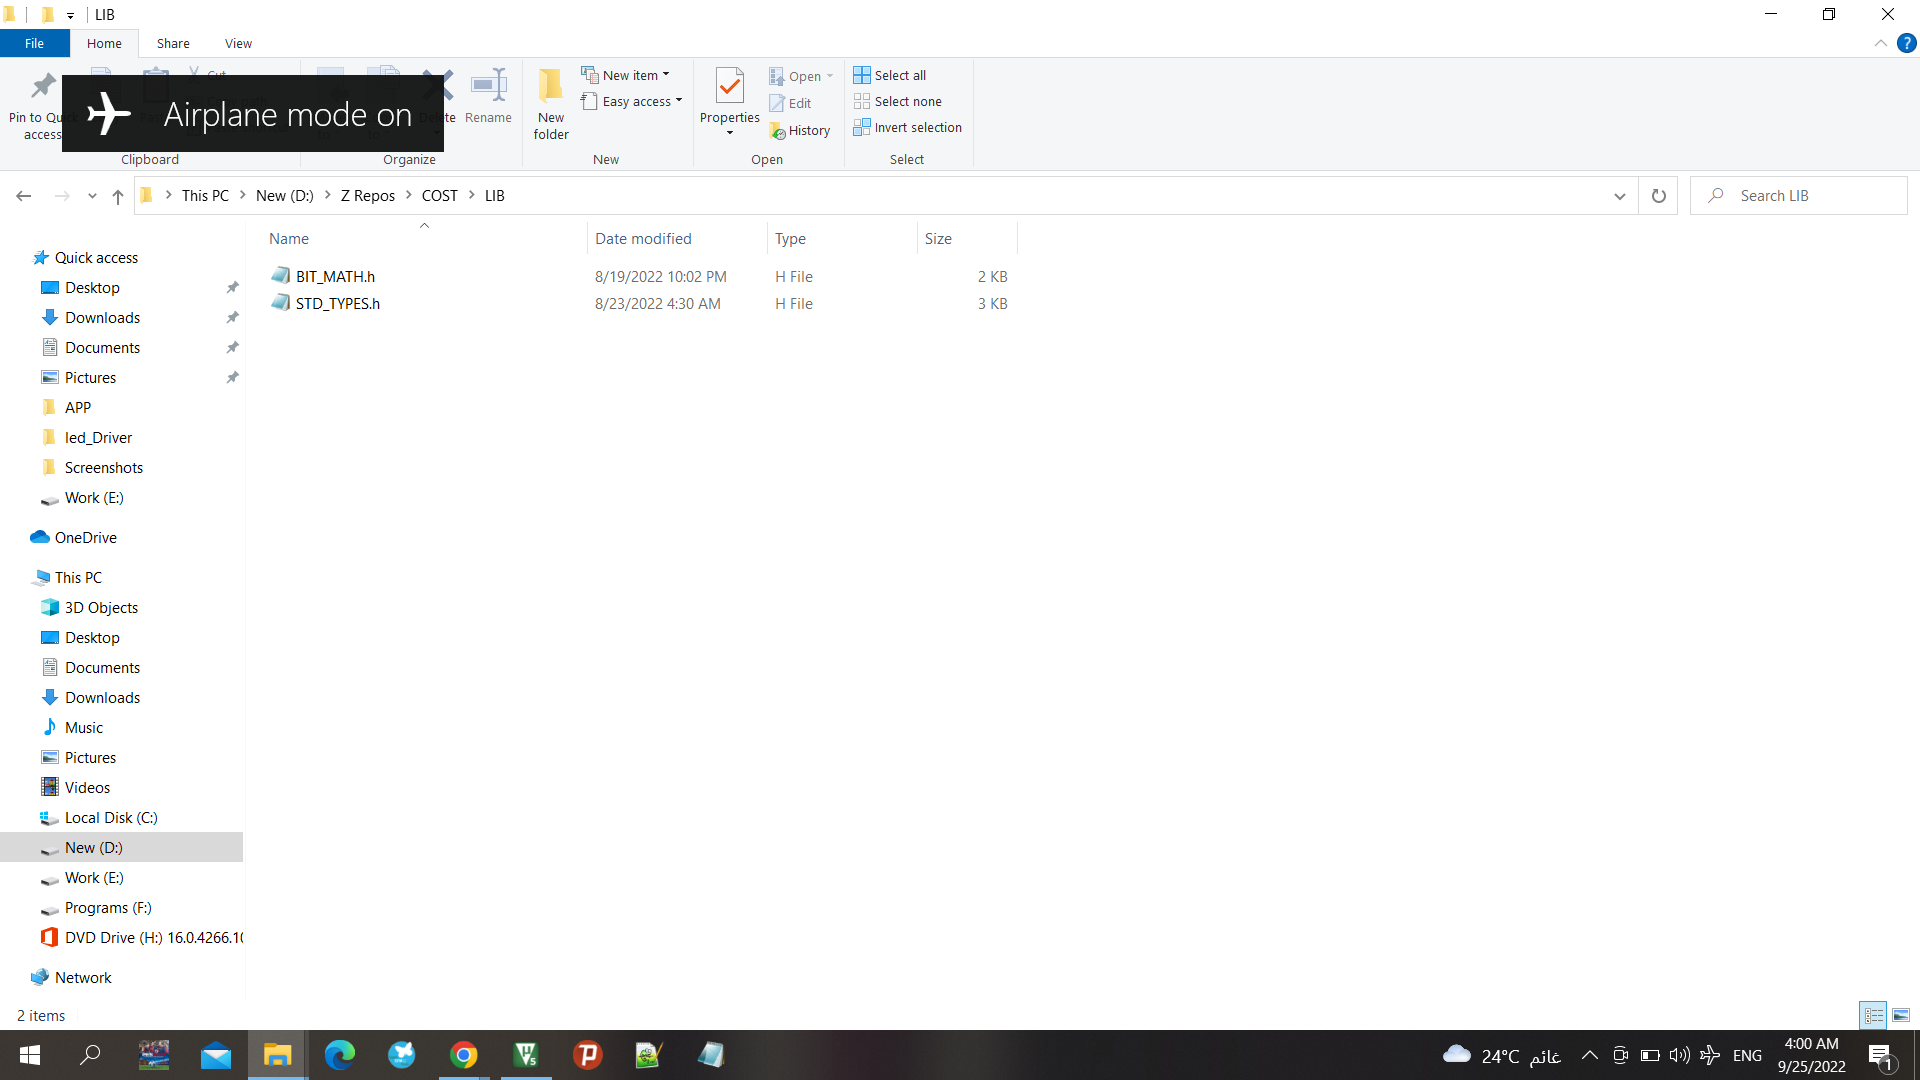 LIB
File Home Share View
Pin to Quick access
Airplane mode on
Clipboard
Rename
Organize
New folder
New item
Easy access
New
Properties
Open
Edit
History
Open
Select all
Select none
Invert selection
Select
This PC New (D:) Z Repos COST LIB
Search LIB
Name Date modified Type Size
BIT_MATH.h 8/19/2022 10:02 PM H File 2 KB
STD_TYPES.h 8/23/2022 4:30 AM H File 3 KB
Quick access
Desktop
Downloads
Documents
Pictures
APP
led_Driver
Screenshots
Work (E:)
OneDrive
This PC
3D Objects
Desktop
Documents
Downloads
Music
Pictures
Videos
Local Disk (C:)
New (D:)
Work (E:)
Programs (F:)
DVD Drive (H:) 16.0.4266.10
Network
2 items
24°C غائم
ENG
4:00 AM
9/25/2022
1